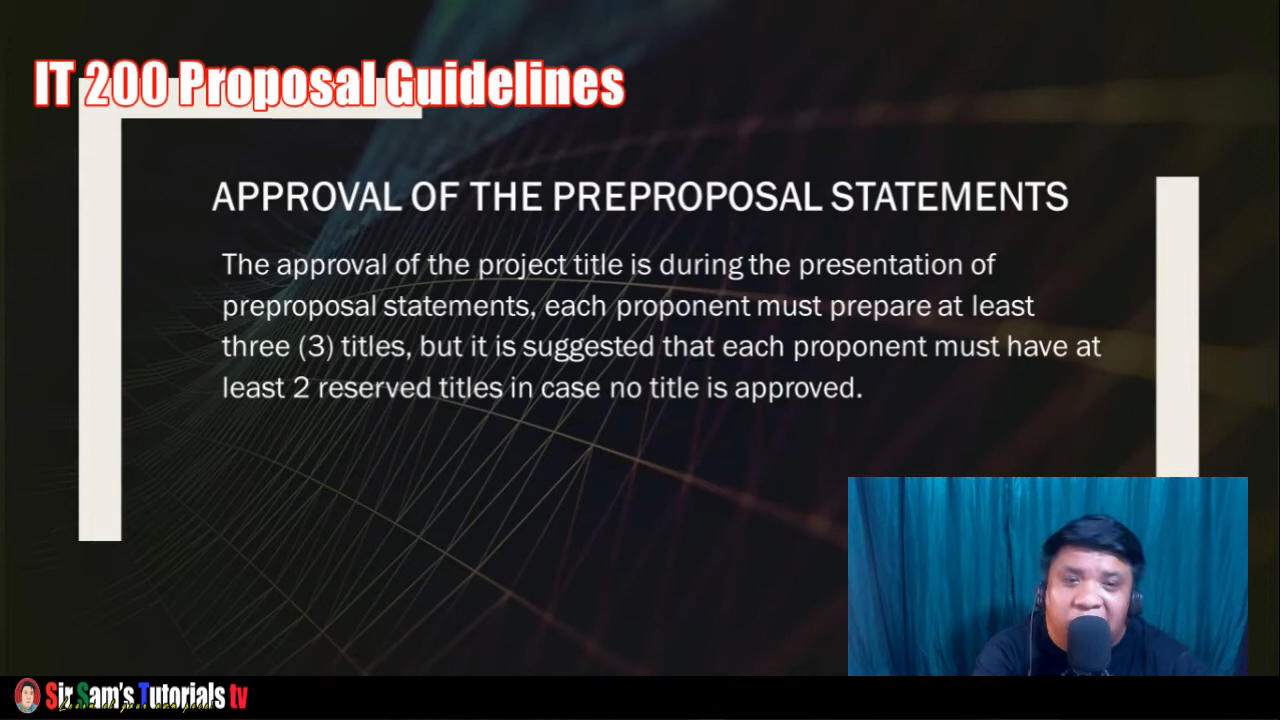 IT 200 Proposal Guidelines
APPROVAL OF THE PREPROPOSAL STATEMENTS
The approval of the project title is during the presentation of
preproposal statements, each proponent must prepare at least
three (3) titles, but it is suggested that each proponent must have at
least 2 reserved titles in case no title is approved.
Sir Sam's Tutorials tv